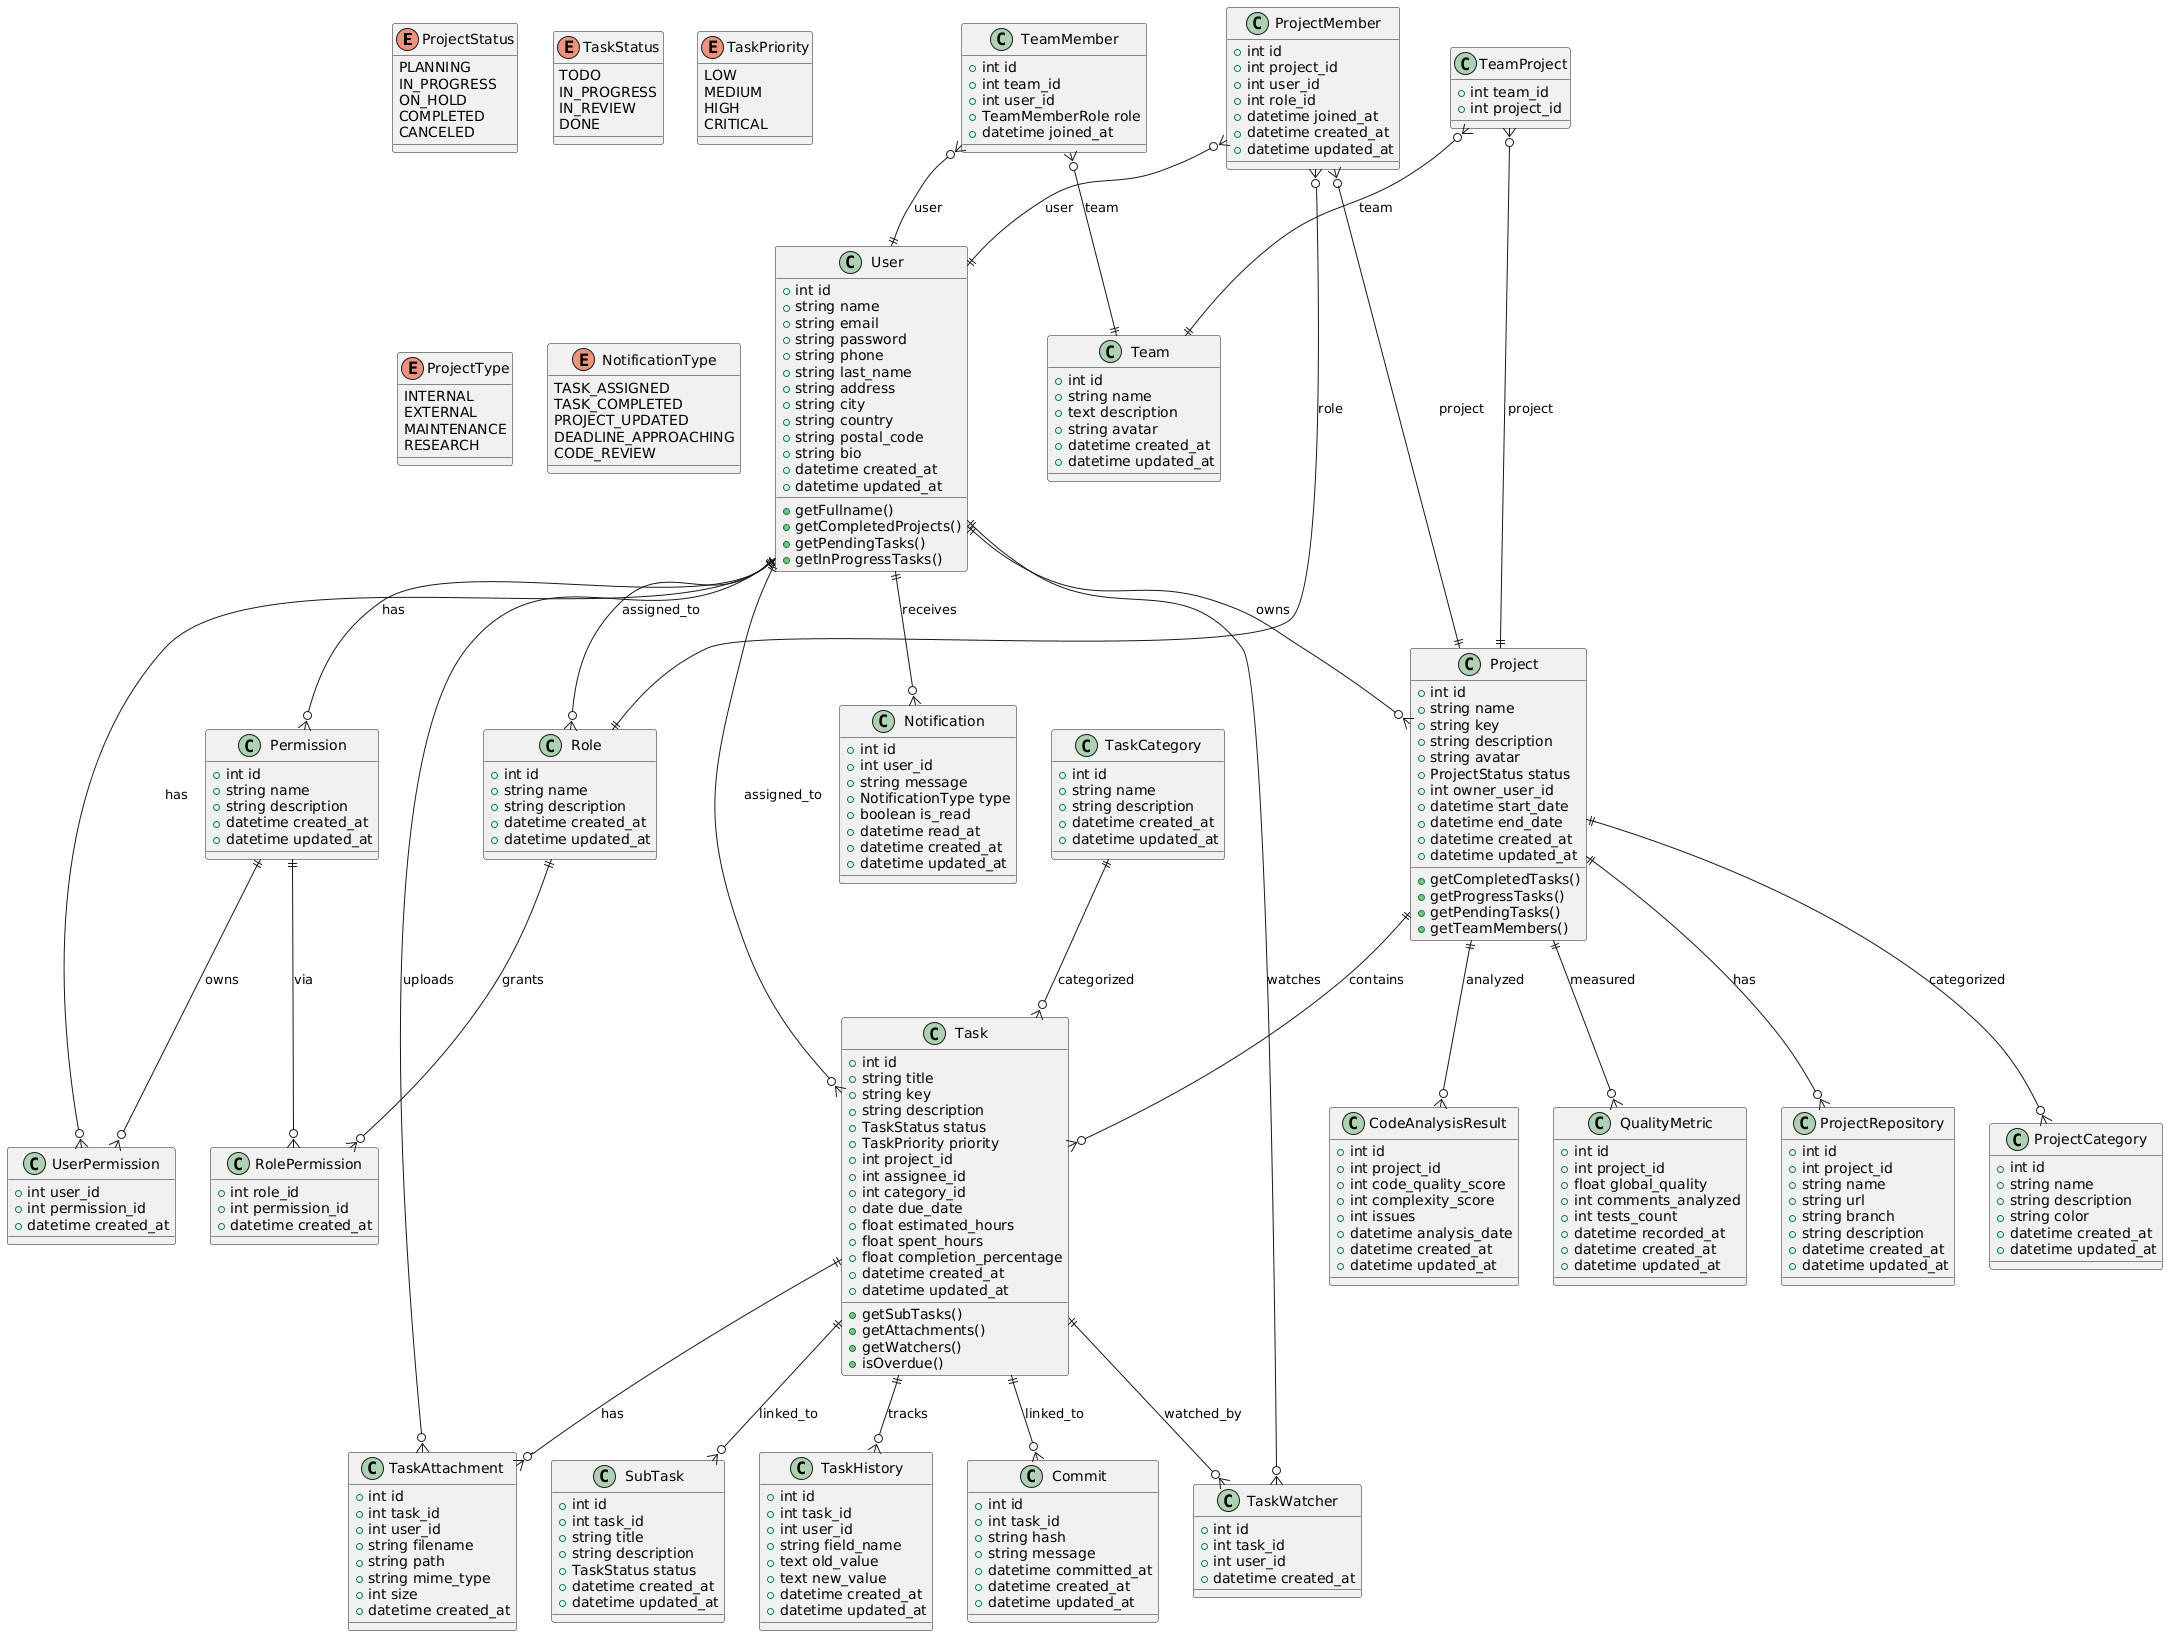 ProjectStatus
PLANNING
IN_PROGRESS
ON_HOLD
COMPLETED
CANCELED
TaskStatus
TODO
IN_PROGRESS
IN_REVIEW
DONE
TaskPriority
LOW
MEDIUM
HIGH
CRITICAL
TeamMember
int id
int team_id
int user_id
TeamMemberRole role
datetime joined_at
ProjectMember
int id
int project_id
int user_id
int role_id
datetime joined_at
datetime created_at
datetime updated_at
TeamProject
int team_id
int project_id
user
user
team
team
ProjectType
INTERNAL
EXTERNAL
MAINTENANCE
RESEARCH
NotificationType
TASK_ASSIGNED
TASK_COMPLETED
PROJECT_UPDATED
DEADLINE_APPROACHING
CODE_REVIEW
User
int id
string name
string email
string password
string phone
string last_name
string address
string city
string country
string postal_code
string bio
datetime created_at
datetime updated_at
getFullname()
getCompletedProjects()
getPendingTasks()
getInProgressTasks()
Team
int id
string name
text description
string avatar
datetime created_at
datetime updated_at
role
project
project
has
assigned_to
receives
owns
has
Permission
int id
string name
string description
datetime created_at
datetime updated_at
Role
int id
string name
string description
datetime created_at
datetime updated_at
assigned_to
Notification
int id
int user_id
string message
NotificationType type
boolean is_read
datetime read_at
datetime created_at
datetime updated_at
TaskCategory
int id
string name
string description
datetime created_at
datetime updated_at
Project
int id
string name
string key
string description
string avatar
ProjectStatus status
int owner_user_id
datetime start_date
datetime end_date
datetime created_at
datetime updated_at
getCompletedTasks()
getProgressTasks()
getPendingTasks()
getTeamMembers()
owns
via
uploads
grants
categorized
watches
contains
analyzed
measured
has
categorized
UserPermission
int user_id
int permission_id
datetime created_at
RolePermission
int role_id
int permission_id
datetime created_at
Task
int id
string title
string key
string description
TaskStatus status
TaskPriority priority
int project_id
int assignee_id
int category_id
date due_date
float estimated_hours
float spent_hours
float completion_percentage
datetime created_at
datetime updated_at
getSubTasks()
getAttachments()
getWatchers()
isOverdue()
CodeAnalysisResult
int id
int project_id
int code_quality_score
int complexity_score
int issues
datetime analysis_date
datetime created_at
datetime updated_at
QualityMetric
int id
int project_id
float global_quality
int comments_analyzed
int tests_count
datetime recorded_at
datetime created_at
datetime updated_at
ProjectRepository
int id
int project_id
string name
string url
string branch
string description
datetime created_at
datetime updated_at
ProjectCategory
int id
string name
string description
string color
datetime created_at
datetime updated_at
has
linked_to
tracks
linked_to
watched_by
TaskAttachment
int id
int task_id
int user_id
string filename
string path
string mime_type
int size
datetime created_at
SubTask
int id
int task_id
string title
string description
TaskStatus status
datetime created_at
datetime updated_at
TaskHistory
int id
int task_id
int user_id
string field_name
text old_value
text new_value
datetime created_at
datetime updated_at
Commit
int id
int task_id
string hash
string message
datetime committed_at
datetime created_at
datetime updated_at
TaskWatcher
int id
int task_id
int user_id
datetime created_at